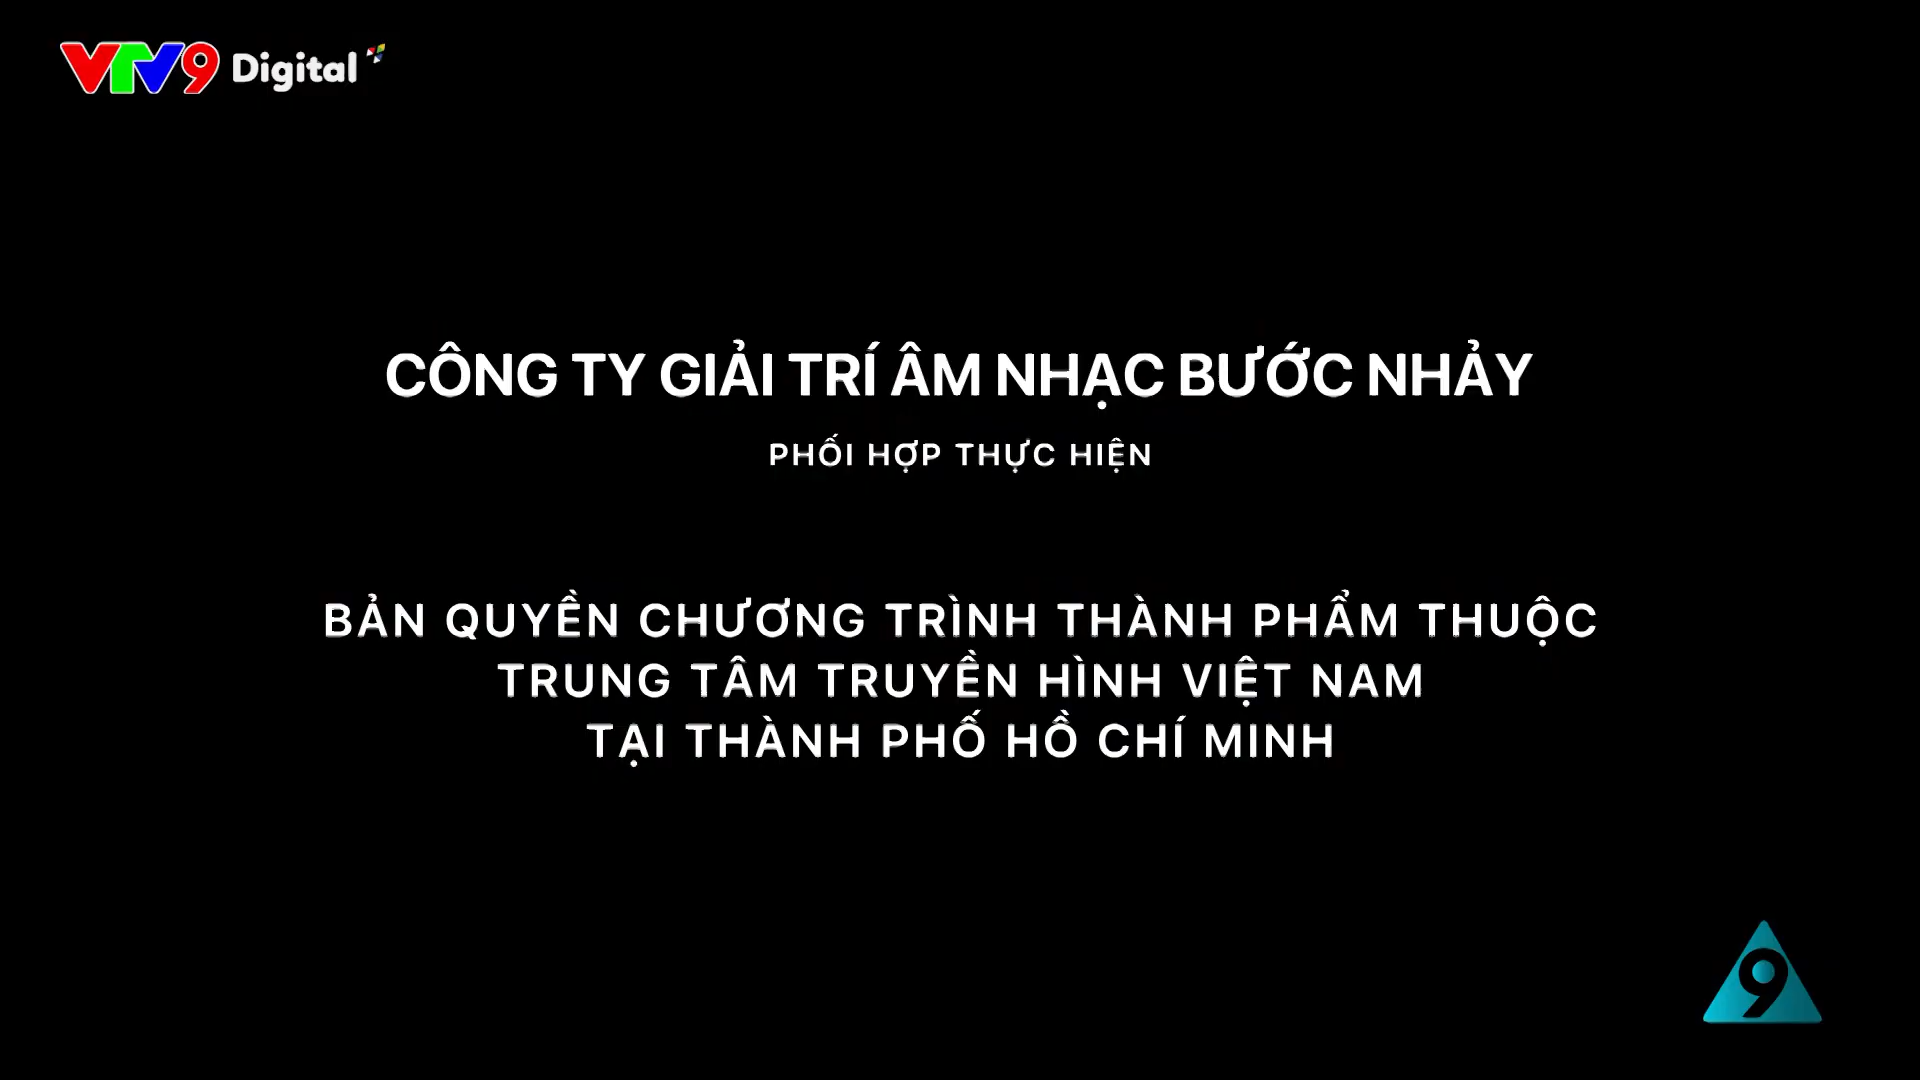 VTV9 Digital
CÔNG TY GIẢI TRÍ ÂM NHẠC BƯỚC NHẢY
PHỐI HỢP THỰC HIỆN
BẢN QUYỀN CHƯƠNG TRÌNH THÀNH PHẨM THUỘC
TRUNG TÂM TRUYỀN HÌNH VIỆT NAM
TẠI THÀNH PHỐ HỒ CHÍ MINH
9